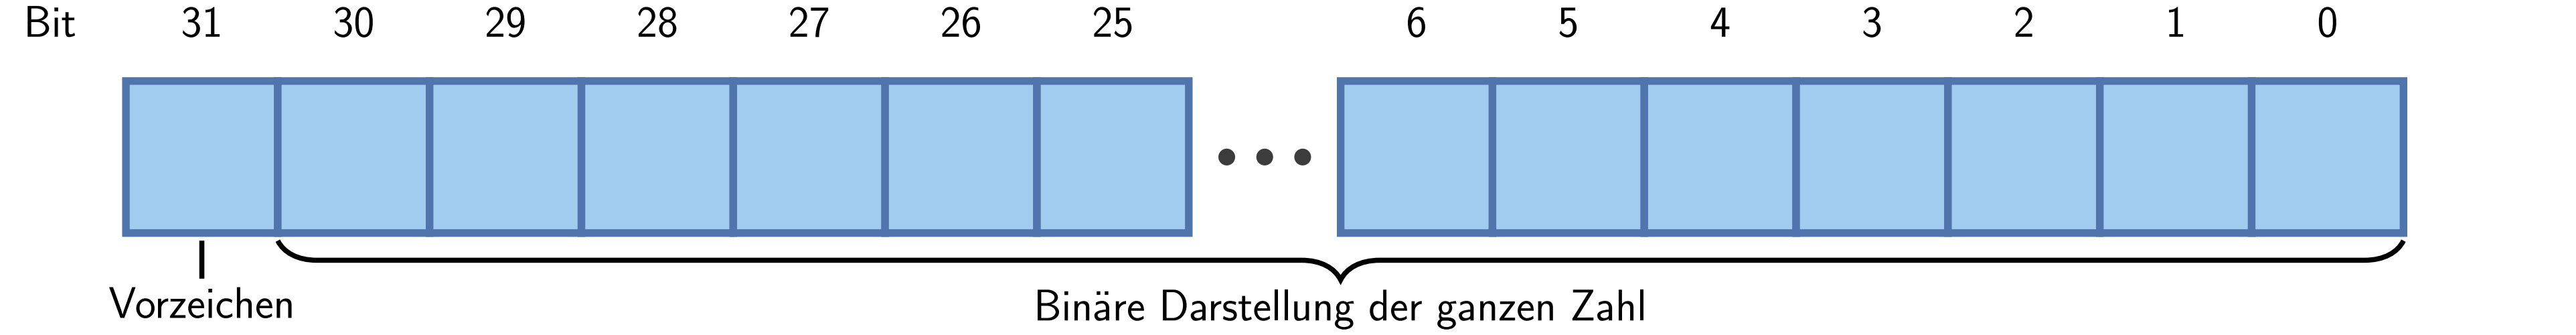 Bit 31 30 29 28 27 26 25 6 5 4 3 2 1 0
Vorzeichen
Binäre Darstellung der ganzen Zahl